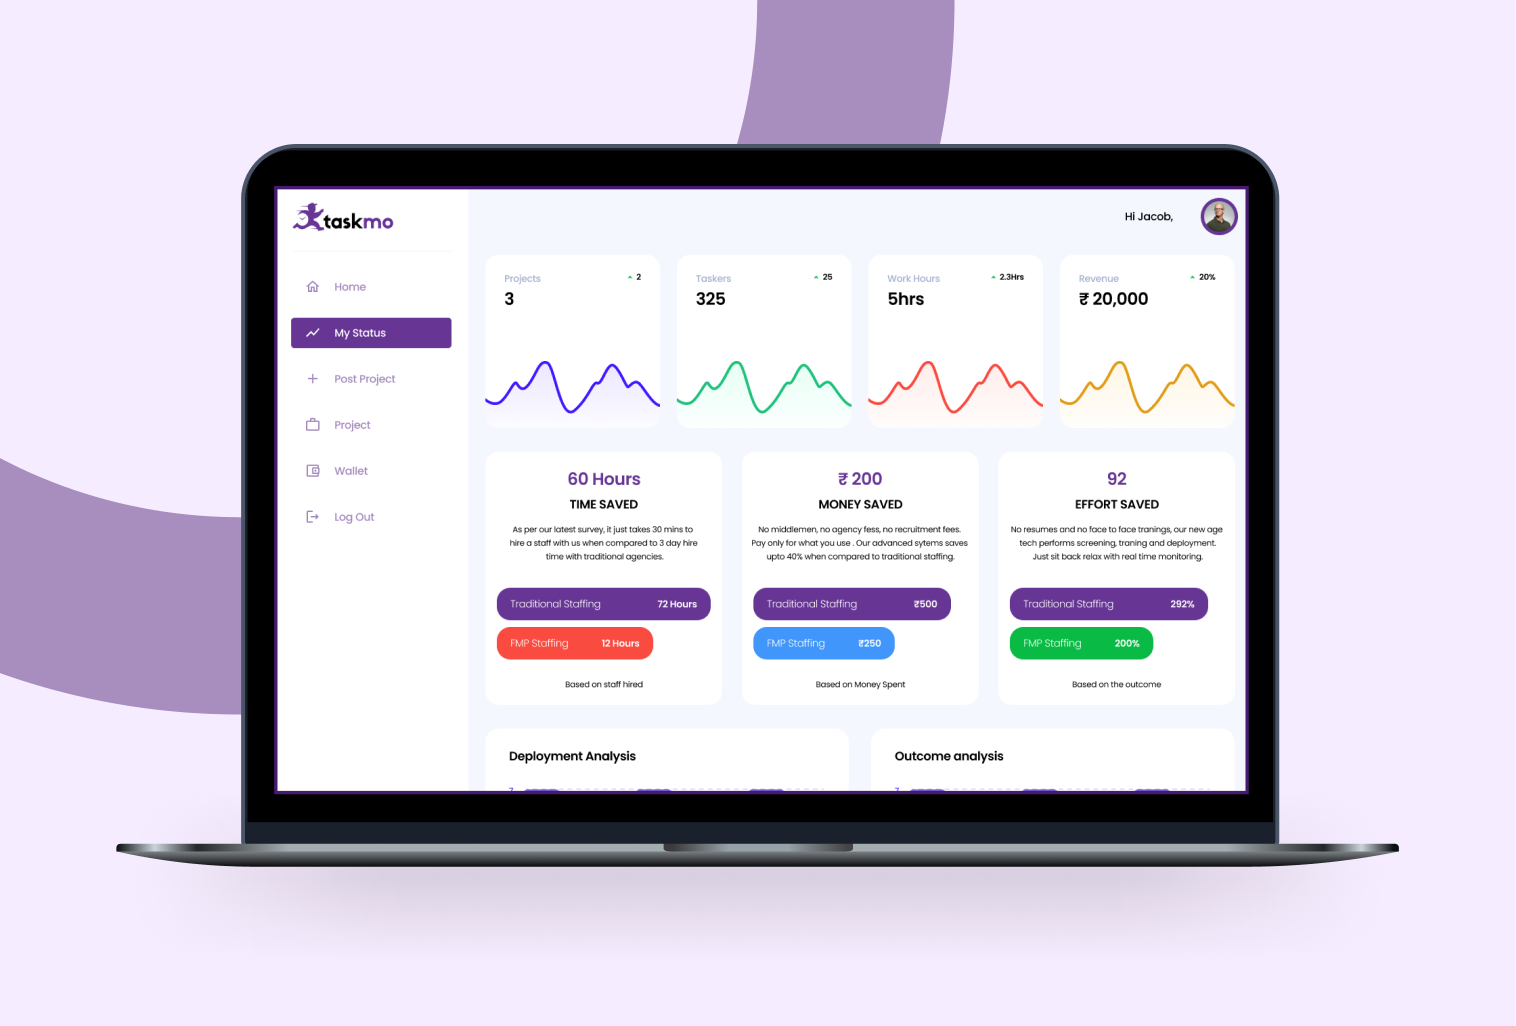 taskmo
Hi Jacob,
Home
My Status
Post Project
Project
Wallet
Log Out
Projects
2
3
Taskers
25
325
Work Hours
2.3Hrs
5hrs
Revenue
20%
₹ 20,000
60 Hours
TIME SAVED
As per our latest survey, it just takes 30 mins to
hire a staff with us when compared to 3 day hire
time with traditional agencies.
Traditional Staffing 72 Hours
FMP Staffing 12 Hours
Based on staff hired
₹ 200
MONEY SAVED
No middlemen, no agency fess, no recruitment fees.
Pay only for what you use . Our advanced sytems saves
upto 40% when compared to traditional staffing.
Traditional Staffing ₹500
FMP Staffing ₹250
Based on Money Spent
92
EFFORT SAVED
No resumes and no face to face tranings, our new age
tech performs screening, traning and deployment.
Just sit back relax with real time monitoring.
Traditional Staffing 292%
FMP Staffing 200%
Based on the outcome
Deployment Analysis
Outcome analysis